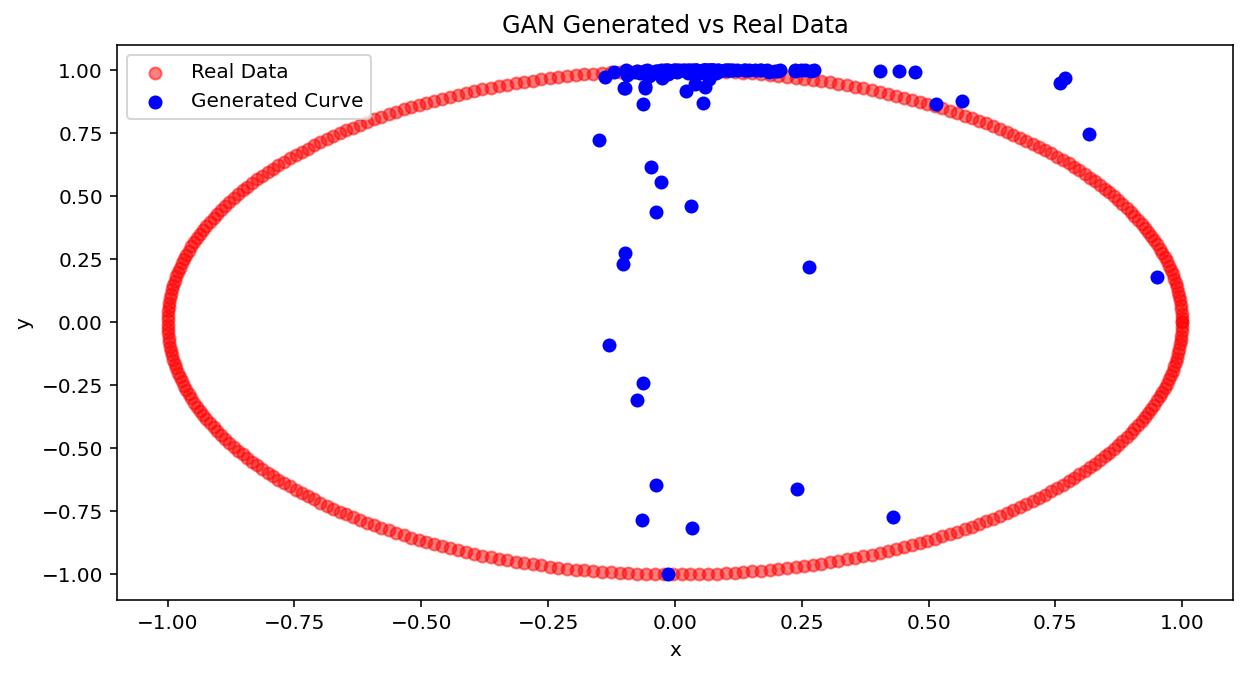 GAN Generated vs Real Data
Real Data
Generated Curve
1.00
0.75
0.50
0.25
0.00
−0.25
−0.50
−0.75
−1.00
y
−1.00 −0.75 −0.50 −0.25 0.00 0.25 0.50 0.75 1.00
x